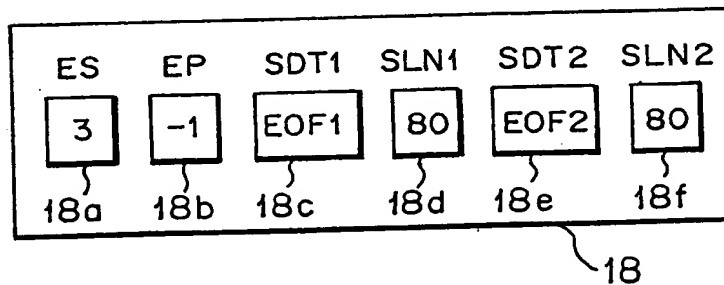 ES EP SDT1 SLN1 SDT2 SLN2
3 -1 EOF1 80 EOF2 80
18a 18b 18c 18d 18e 18f
18